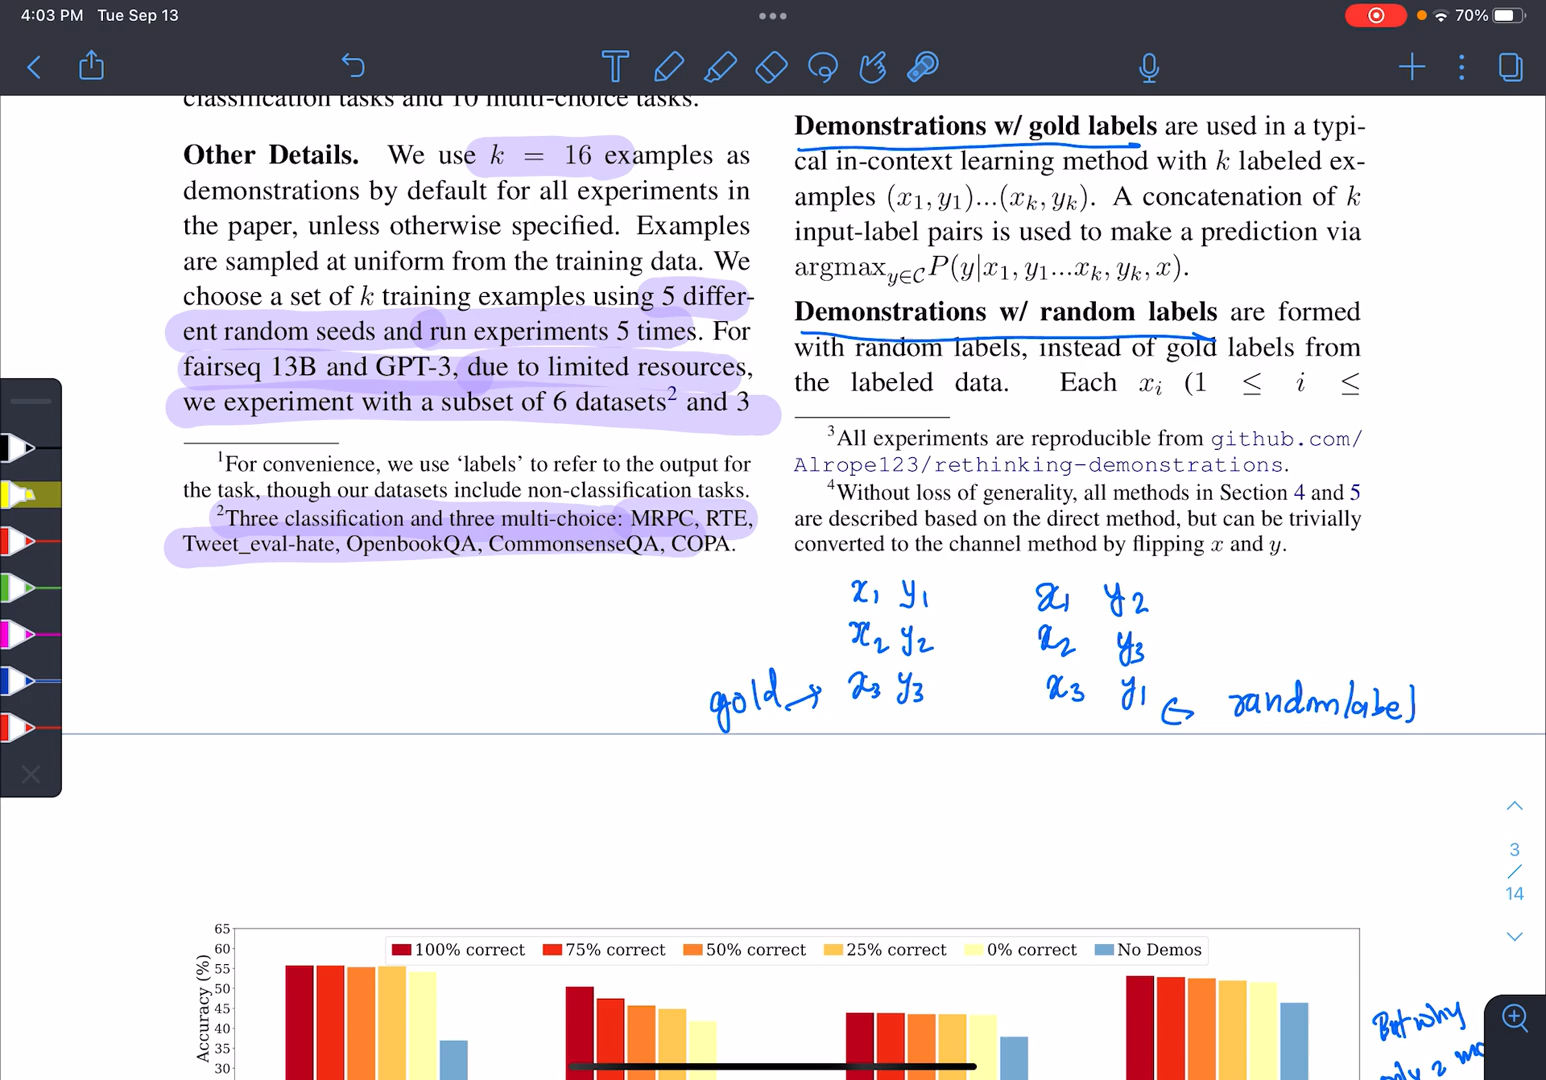 4:03 PM Tue Sep 13
70%
classification tasks and 10 multi-choice tasks.
Other Details. We use k = 16 examples as
demonstrations by default for all experiments in
the paper, unless otherwise specified. Examples
are sampled at uniform from the training data. We
choose a set of k training examples using 5 differ-
ent random seeds and run experiments 5 times. For
fairseq 13B and GPT-3, due to limited resources,
we experiment with a subset of 6 datasets² and 3
¹For convenience, we use ‘labels’ to refer to the output for
the task, though our datasets include non-classification tasks.
²Three classification and three multi-choice: MRPC, RTE,
Tweet_eval-hate, OpenbookQA, CommonsenseQA, COPA.
Demonstrations w/ gold labels are used in a typi-
cal in-context learning method with k labeled ex-
amples (x₁, y₁)...(xₖ, yₖ). A concatenation of k
input-label pairs is used to make a prediction via
argmax_{y∈C}P(y|x₁, y₁...xₖ, yₖ, x).
Demonstrations w/ random labels are formed
with random labels, instead of gold labels from
the labeled data. Each xᵢ (1 ≤ i ≤
³All experiments are reproducible from github.com/
Alrope123/rethinking-demonstrations.
⁴Without loss of generality, all methods in Section 4 and 5
are described based on the direct method, but can be trivially
converted to the channel method by flipping x and y.
x₁ y₁ x₁ y₂
x₂ y₂ x₂ y₃
gold → x₃ y₃ x₃ y₁ ← random label
3
/
14
65
60
55
50
45
40
35
30
Accuracy (%)
100% correct 75% correct 50% correct 25% correct 0% correct No Demos
But why
only 2